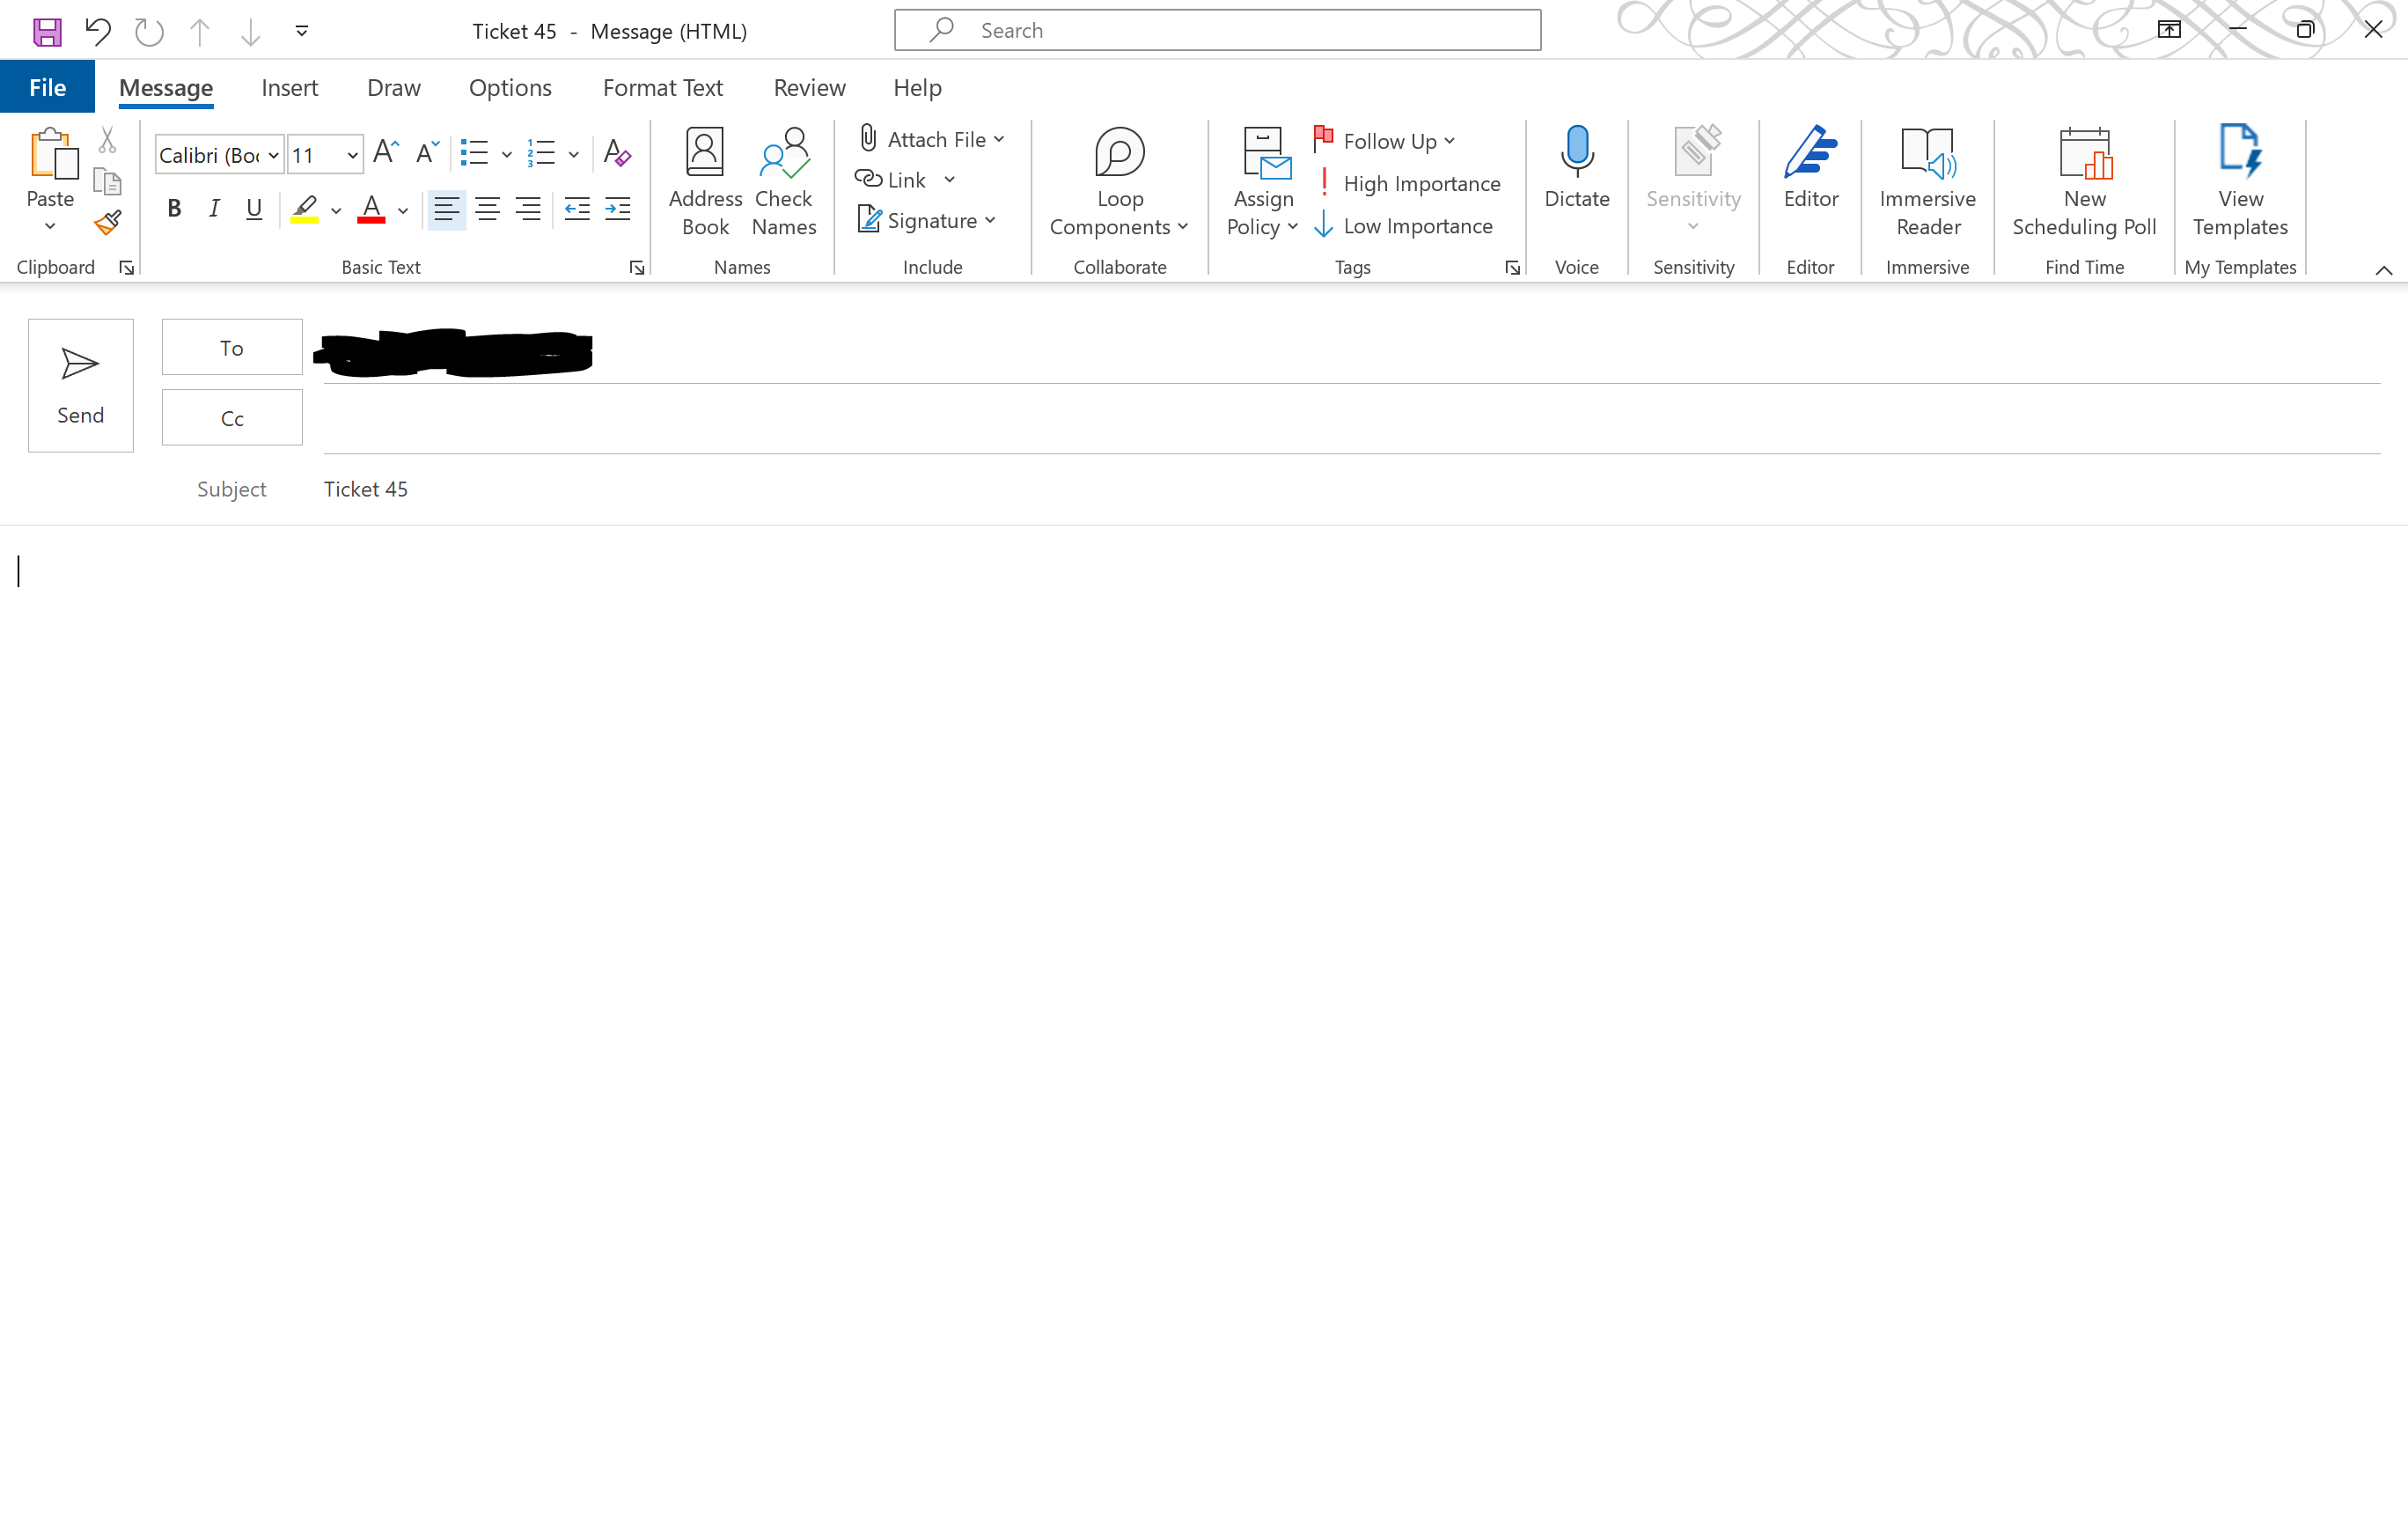 Ticket 45 - Message (HTML)
Search
File Message Insert Draw Options Format Text Review Help
Paste
Calibri (Boc 11
B I U A
Clipboard
Basic Text
Address Book
Check Names
Names
Attach File
Link
Signature
Include
Loop Components
Collaborate
Assign Policy
Follow Up
High Importance
Low Importance
Tags
Dictate
Voice
Sensitivity
Sensitivity
Editor
Editor
Immersive Reader
Immersive
New Scheduling Poll
Find Time
View Templates
My Templates
Send
To
Cc
Subject Ticket 45